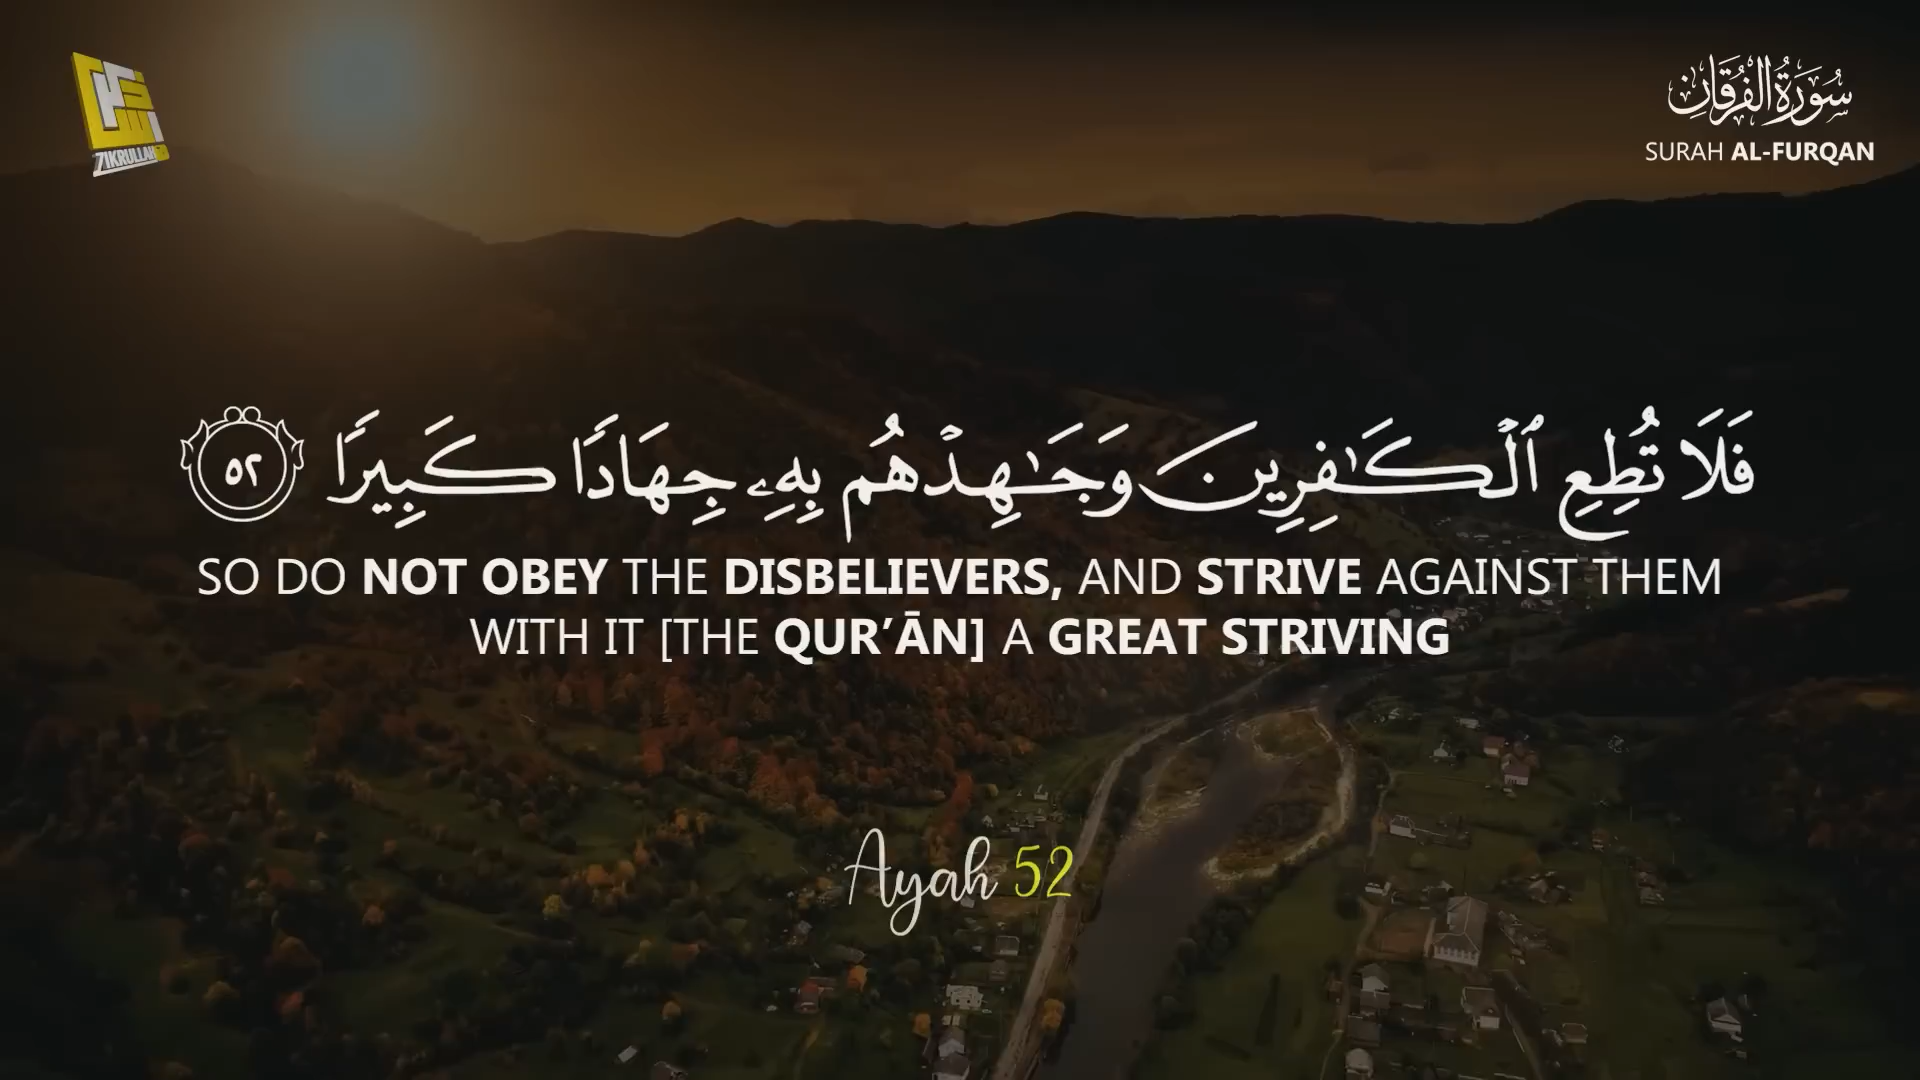 ZIKRULLAH
سُورَةُ الْفُرْقَانِ
SURAH AL-FURQAN
فَلَا تُطِعِ ٱلْكَـٰفِرِينَ وَجَـٰهِدْهُم بِهِۦ جِهَادًا كَبِيرًا ٥٢
SO DO NOT OBEY THE DISBELIEVERS, AND STRIVE AGAINST THEM
WITH IT [THE QUR’ĀN] A GREAT STRIVING
Ayah 52